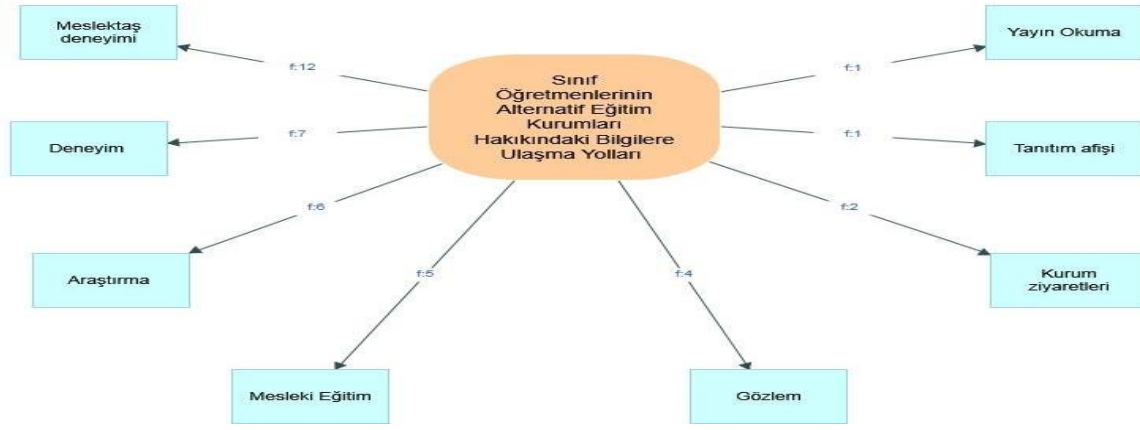 Meslektaş
deneyimi
f:12
Deneyim
f:7
Araştırma
f:6
Mesleki Eğitim
f:5
Sınıf
Öğretmenlerinin
Alternatif Eğitim
Kurumları
Hakıkındaki Bilgilere
Ulaşma Yolları
Gözlem
f:4
Kurum
ziyaretleri
f:2
Tanıtım afişi
f:1
Yayın Okuma
f:1